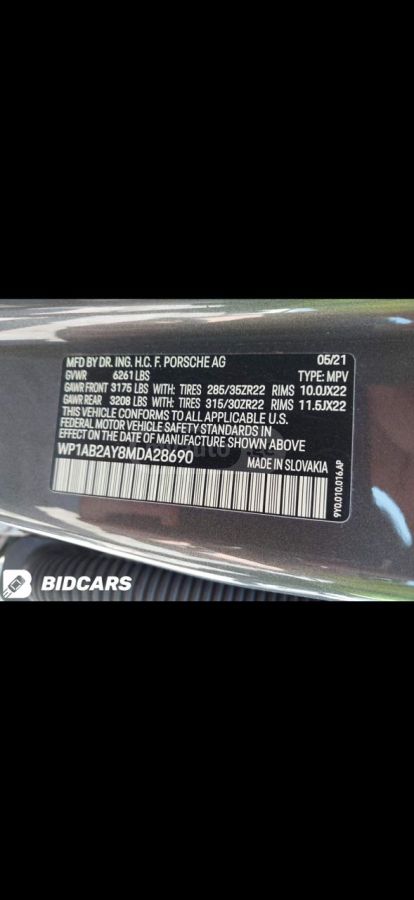 MFD BY DR. ING. H.C. F. PORSCHE AG 05/21
GVWR 6261 LBS TYPE: MPV
GAWR FRONT 3175 LBS WITH: TIRES 285/35ZR22 RIMS 10.0JX22
GAWR REAR 3208 LBS WITH: TIRES 315/30ZR22 RIMS 11.5JX22
THIS VEHICLE CONFORMS TO ALL APPLICABLE U.S.
FEDERAL MOTOR VEHICLE SAFETY STANDARDS IN
EFFECT ON THE DATE OF MANUFACTURE SHOWN ABOVE
WP1AB2AY8MDA28690 MADE IN SLOVAKIA
9Y0.010.016.AP
BIDCARS